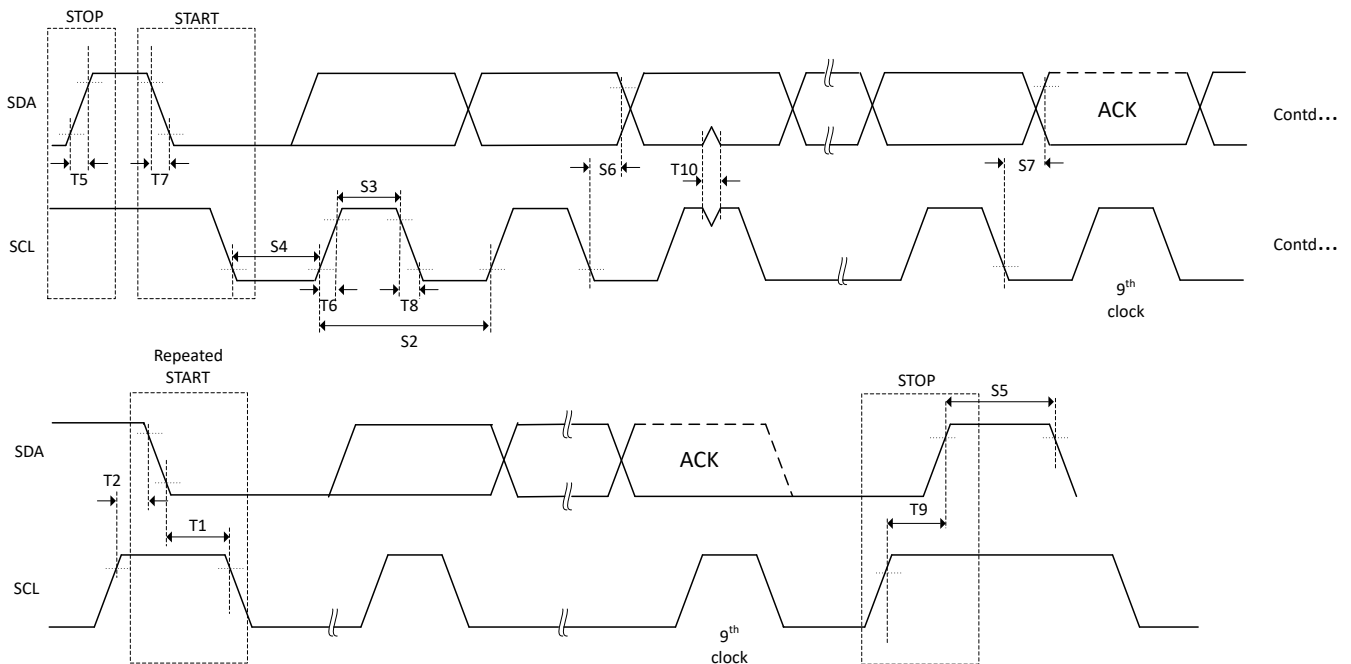 STOP
START
SDA
ACK
Contd...
T5
T7
S6
T10
S7
S3
SCL
S4
Contd...
T6
T8
9th
clock
S2
Repeated
START
STOP
S5
SDA
ACK
T2
T9
T1
SCL
9th
clock